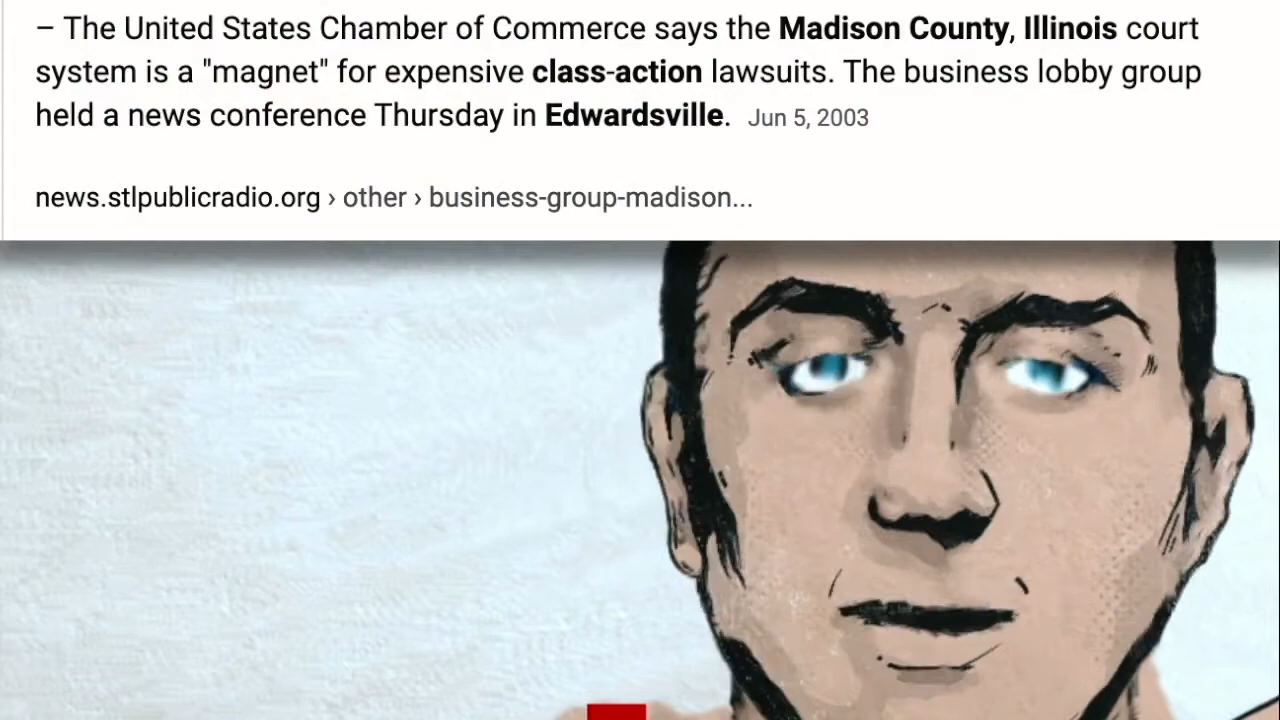 – The United States Chamber of Commerce says the Madison County, Illinois court
system is a "magnet" for expensive class-action lawsuits. The business lobby group
held a news conference Thursday in Edwardsville. Jun 5, 2003
news.stlpublicradio.org › other › business-group-madison...